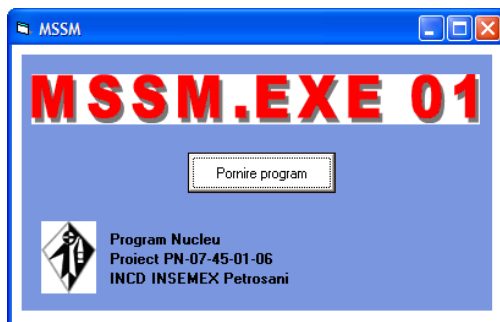 MSSM
MSSM.EXE 01
Pornire program
Program Nucleu
Proiect PN-07-45-01-06
INCD INSEMEX Petrosani